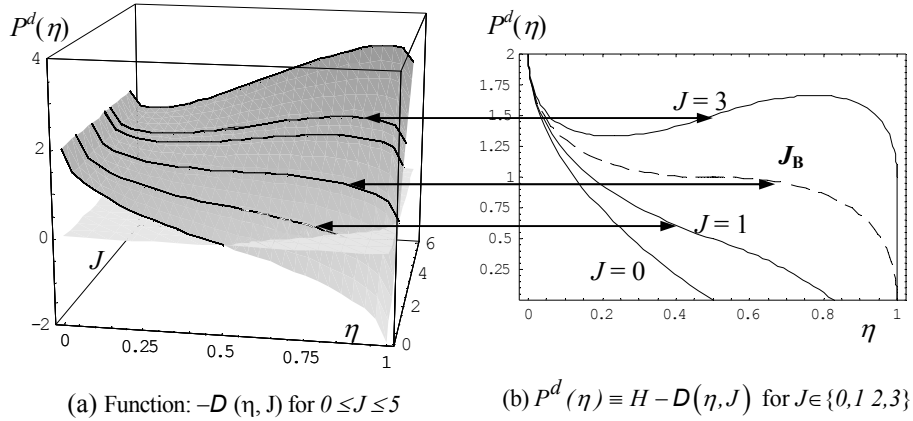 P^d(η)
4
2
0
-2
J
0
0.25
0.5
0.75
1
η
0
2
4
6
(a) Function: –D (η, J) for 0 ≤J ≤5
P^d(η)
2
1.75
1.5
1.25
1
0.75
0.5
0.25
J = 3
J_B
J = 1
J = 0
0
0.2
0.4
0.6
0.8
1
η
(b) P^d (η) ≡ H – D(η, J) for J∈{0,1 2,3}